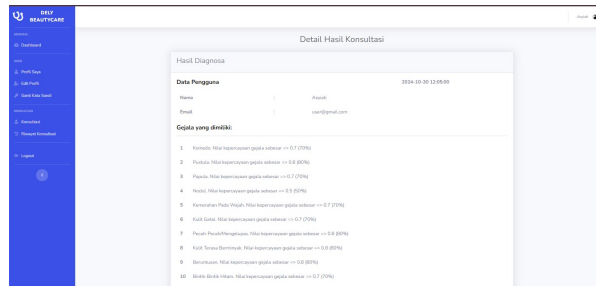 DELY
BEAUTYCARE
Dashboard
Profil Saya
Edit Profil
Ganti Kata Sandi
Konsultasi
Riwayat Konsultasi
Logout
Asyiah
Detail Hasil Konsultasi
Hasil Diagnosa
Data Pengguna
2024-10-30 12:05:00
Nama : Asyiah
Email : user@gmail.com
Gejala yang dimiliki:
1 Komedo. Nilai kepercayaan gejala sebesar => 0.7 (70%)
2 Pustula. Nilai kepercayaan gejala sebesar => 0.8 (80%)
3 Papula. Nilai kepercayaan gejala sebesar => 0.7 (70%)
4 Nodul. Nilai kepercayaan gejala sebesar => 0.5 (50%)
5 Kemerahan Pada Wajah. Nilai kepercayaan gejala sebesar => 0.7 (70%)
6 Kulit Gatal. Nilai kepercayaan gejala sebesar => 0.7 (70%)
7 Pecah-Pecah/Mengelupas. Nilai kepercayaan gejala sebesar => 0.8 (80%)
8 Kulit Terasa Berminyak. Nilai kepercayaan gejala sebesar => 0.8 (80%)
9 Beruntusan. Nilai kepercayaan gejala sebesar => 0.8 (80%)
10 Bintik-Bintik Hitam. Nilai kepercayaan gejala sebesar => 0.7 (70%)